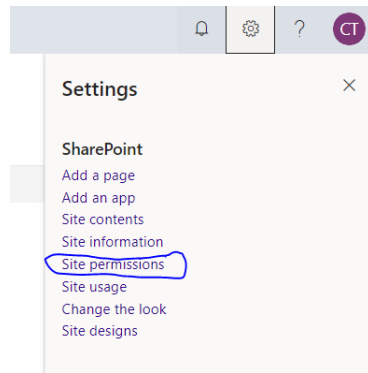 ?
CT
Settings
SharePoint
Add a page
Add an app
Site contents
Site information
Site permissions
Site usage
Change the look
Site designs